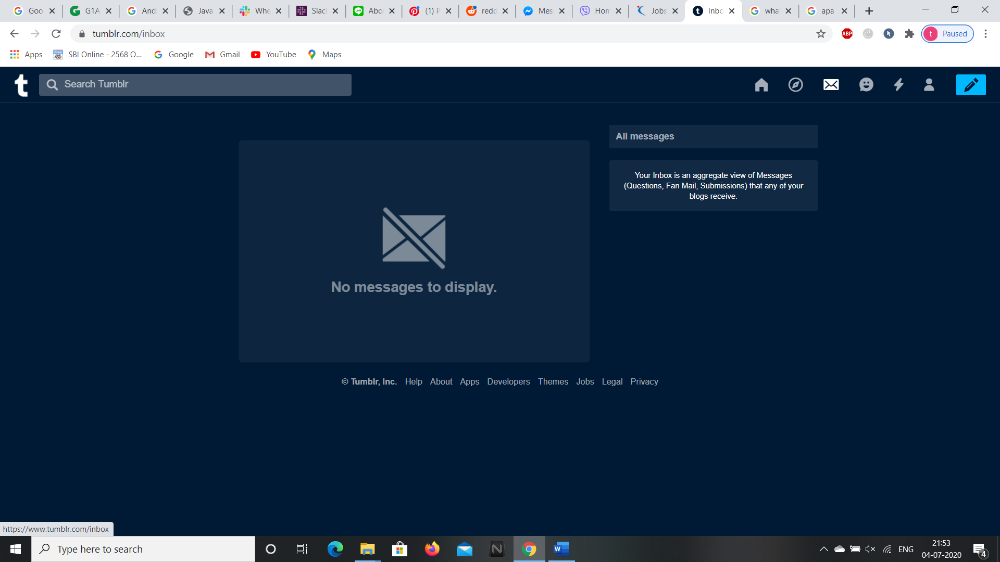 Goo
G1A
And
Java
Whe
Slac
Abo
(1) P
redd
Mes
Hom
Jobs
Inbo
wha
apa
tumblr.com/inbox
ABP
t Paused
Apps
SBI Online - 2568 O...
Google
Gmail
YouTube
Maps
t
Search Tumblr
All messages
Your Inbox is an aggregate view of Messages
(Questions, Fan Mail, Submissions) that any of your
blogs receive.
No messages to display.
© Tumblr, Inc. Help About Apps Developers Themes Jobs Legal Privacy
https://www.tumblr.com/inbox
Type here to search
ENG
21:53
04-07-2020
4